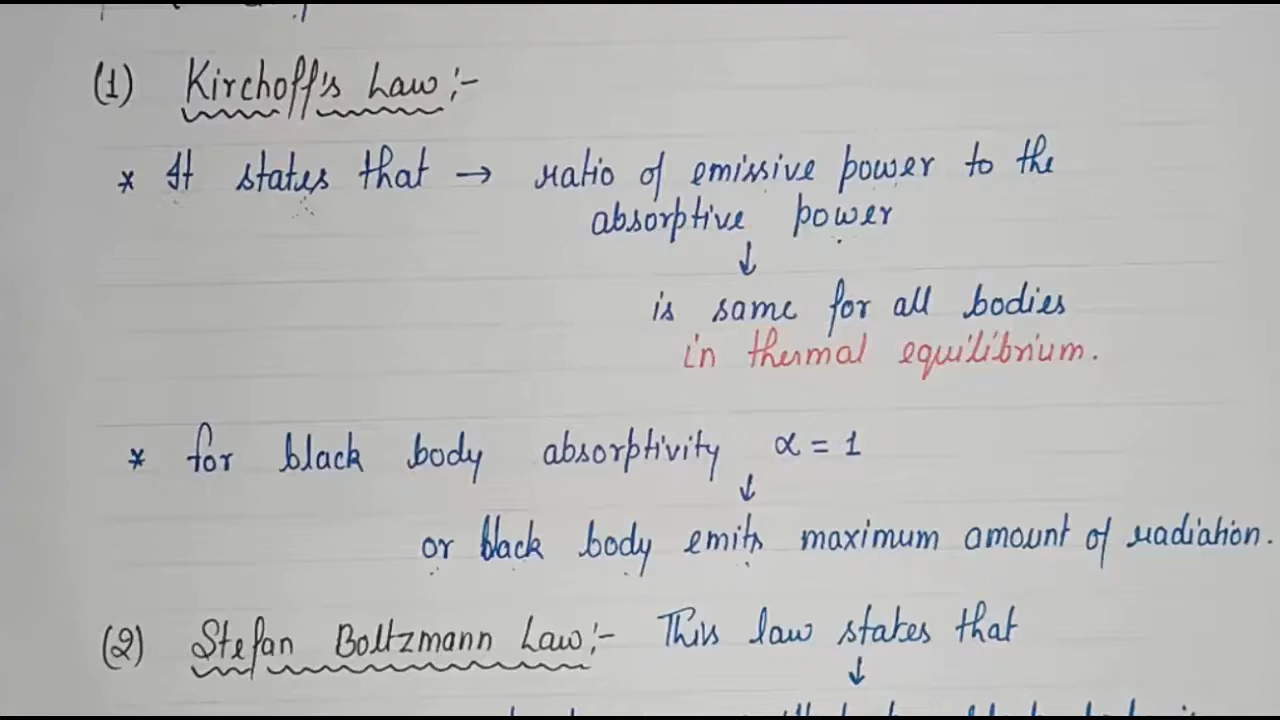 (1) Kirchoff's Law :-
* It states that → ratio of emissive power to the
absorptive power
↓
is same for all bodies
in thermal equilibrium.
* for black body absorptivity α = 1
↓
or black body emits maximum amount of radiation.
(2) Stefan Boltzmann Law :- This law states that
↓